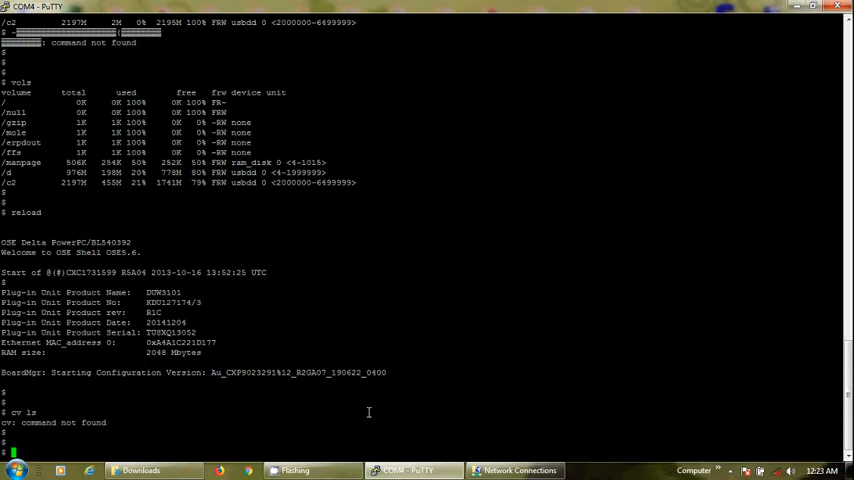 COM4 - PuTTY
/c2 2197M 2M 0% 2195M 100% FRW usbdd 0 <2000000-6499999>
: command not found
$
$
$
$ vols
volume total used free frw device unit
/ 0K 0K 100% 0K 100% FR-
/null 0K 0K 100% 0K 100% FRW
/gzip 1K 1K 100% 0K 0% -RW none
/mole 1K 1K 100% 0K 0% -RW none
/erpdout 1K 1K 100% 0K 0% -RW none
/ffs 1K 1K 100% 0K 0% -RW none
/manpage 506K 254K 50% 252K 50% FRW ram_disk 0 <4-1015>
/d 976M 198M 20% 778M 80% FRW usbdd 0 <4-1999999>
/c2 2197M 455M 21% 1741M 79% FRW usbdd 0 <2000000-6499999>
$
$
$ reload
OSE Delta PowerPC/BL540392
Welcome to OSE Shell OSE5.6.
Start of @(#)CXC1731599 R5A04 2013-10-16 13:52:25 UTC
$
Plug-in Unit Product Name: DUW3101
Plug-in Unit Product No: KDU127174/3
Plug-in Unit Product rev: R1C
Plug-in Unit Product Date: 20141204
Plug-in Unit Product Serial: TU8XQ13052
Ethernet MAC_address 0: 0xA4A1C221D177
RAM size: 2048 Mbytes
BoardMgr: Starting Configuration Version: Au_CXP9023291%12_R2GA07_190622_0400
$
$
$ cv ls
cv: command not found
$
$
$
Downloads
Flashing
COM4 - PuTTY
Network Connections
Computer
12:23 AM